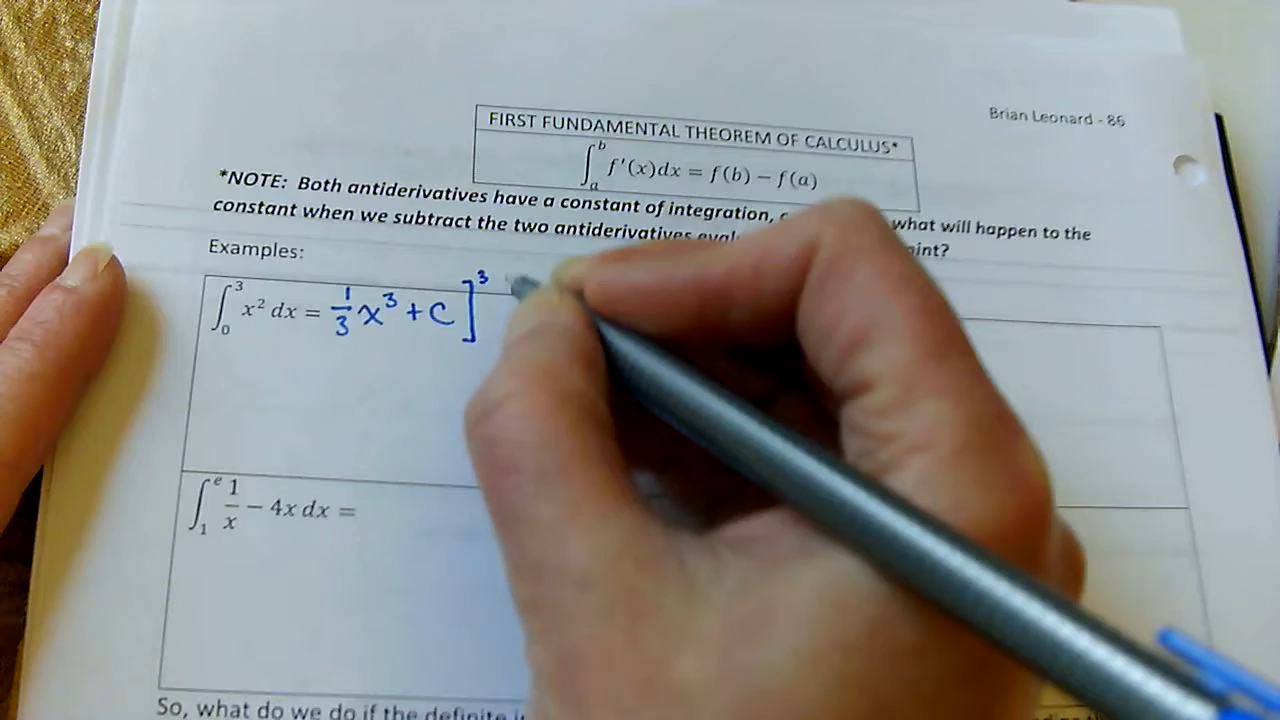 Brian Leonard - 86
FIRST FUNDAMENTAL THEOREM OF CALCULUS*
∫_a^b f'(x)dx = f(b) − f(a)
*NOTE: Both antiderivatives have a constant of integration, what will happen to the
constant when we subtract the two antiderivatives
Examples:
∫_0^3 x² dx = 1/3 x³ + C ]^3
∫_1^e 1/x − 4x dx =
So, what do we do if the definite